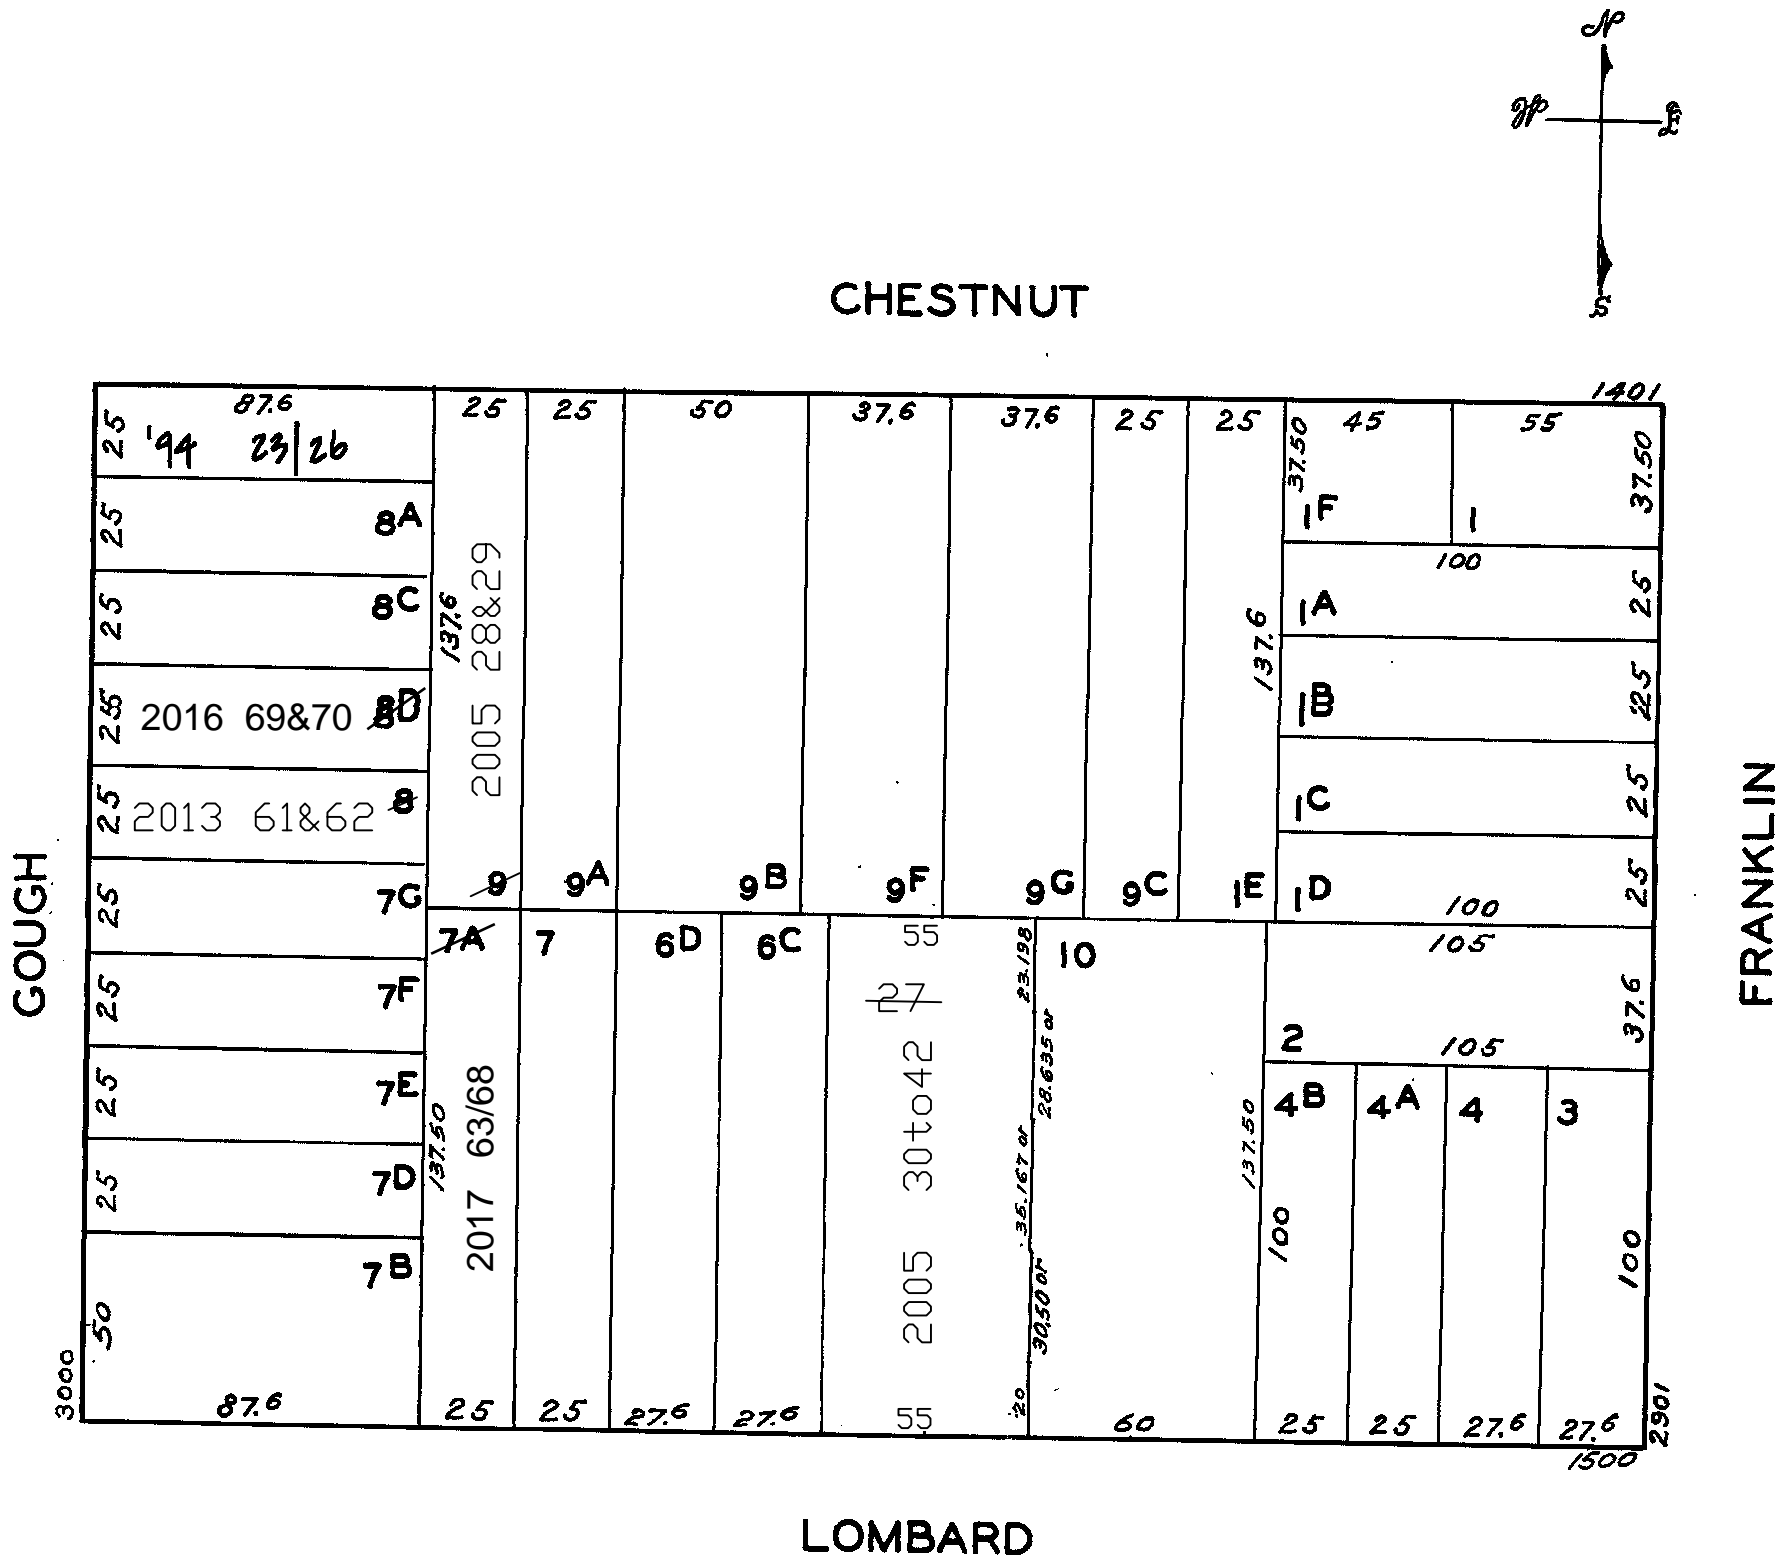 N
W E
S
CHESTNUT
1401
87.6 25 25 50 37.6 37.6 25 25 45 55
25 '94 23|26
37.50 37.50
1F 1
25 8A
100
25 8C
137.6 2005 28&29
1A 25
137.6
25 2016 69&70 8D
1B 25
25 2013 61&62 8
1C 25
25 7G
9 9A 9B 9F 9G 9C 1E 1D 100 25
GOUGH
FRANKLIN
7A 7 6D 6C 55 23.198 10 105
27
25 7F
28.635 or
2 105 37.6
25 7E
137.50 2017 63/68
2005 30to42
35.167 or
137.50
4B 4A 4 3
25 7D
100 100
7B
30.50 or
50
3000
87.6 25 25 27.6 27.6 55 20 60 25 25 27.6 27.6
2901
1500
LOMBARD